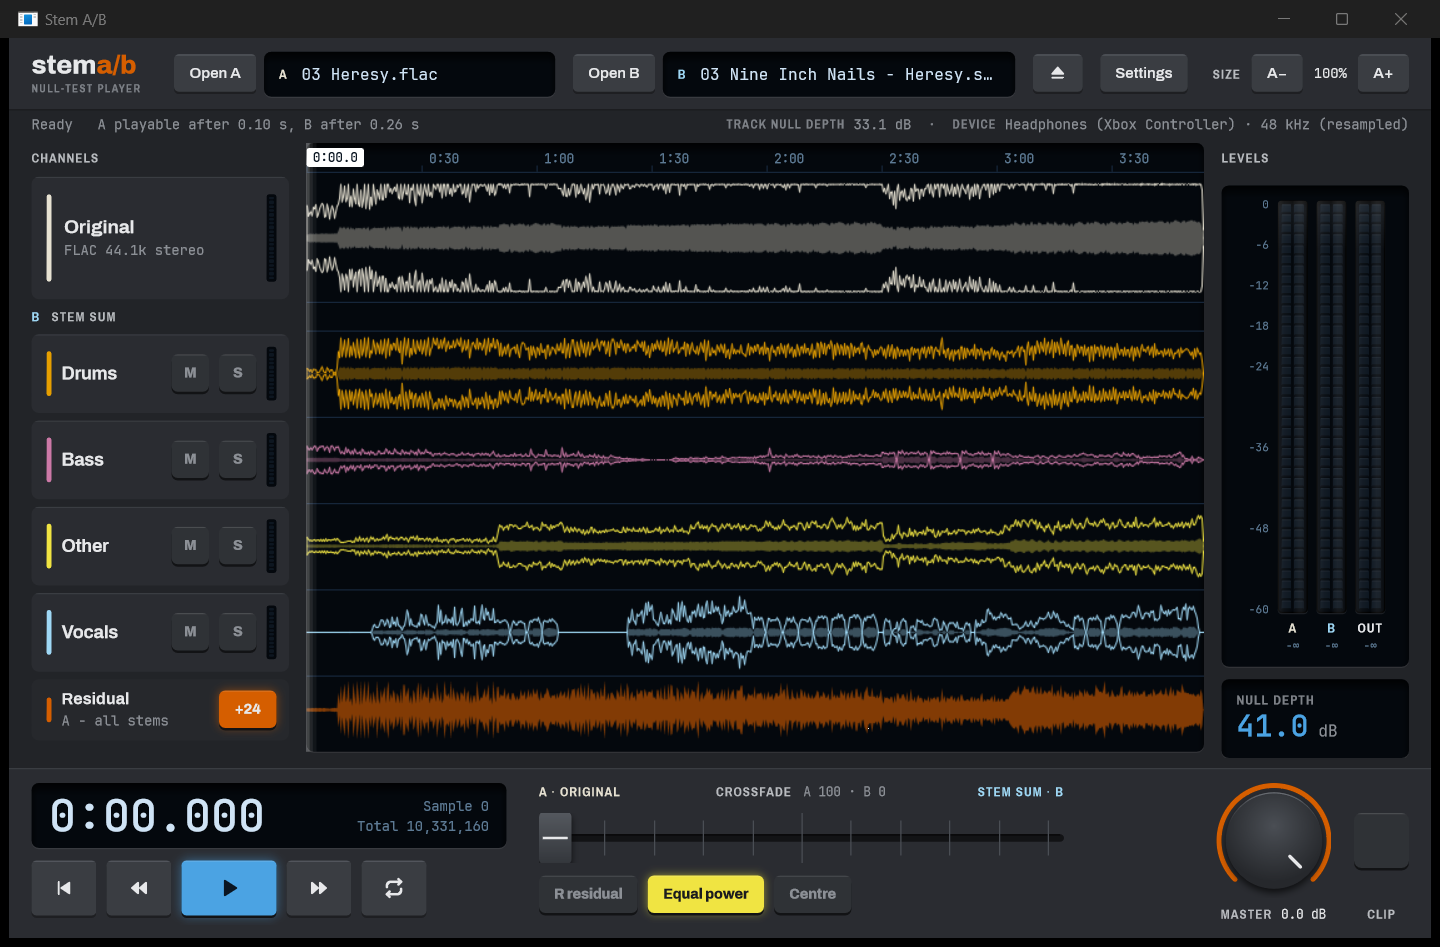 Stem A/B
stema/b
NULL-TEST PLAYER
Open A
A 03 Heresy.flac
Open B
B 03 Nine Inch Nails - Heresy.s…
Settings
SIZE A− 100% A+
Ready A playable after 0.10 s, B after 0.26 s
TRACK NULL DEPTH 33.1 dB · DEVICE Headphones (Xbox Controller) · 48 kHz (resampled)
CHANNELS
0:00.0 0:30 1:00 1:30 2:00 2:30 3:00 3:30
LEVELS
Original
FLAC 44.1k stereo
B STEM SUM
Drums M S
Bass M S
Other M S
Vocals M S
Residual
A - all stems
+24
0
-6
-12
-18
-24
-36
-48
-60
A B OUT
-∞ -∞ -∞
NULL DEPTH
41.0 dB
0:00.000
Sample 0
Total 10,331,160
A · ORIGINAL
CROSSFADE A 100 · B 0
STEM SUM · B
R residual
Equal power
Centre
MASTER 0.0 dB
CLIP